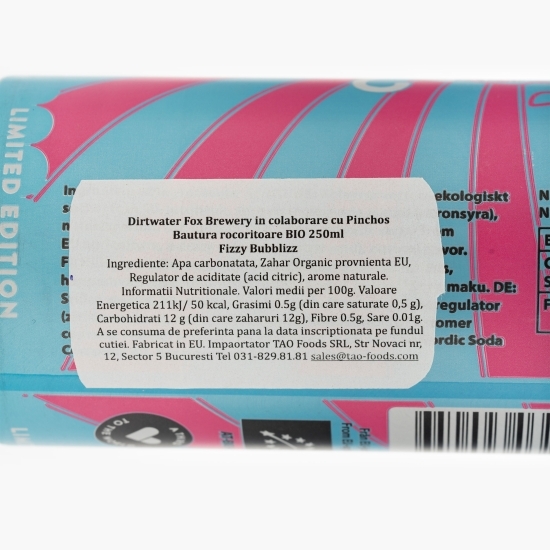 LIMITED EDITION
Dirtwater Fox Brewery in colaborare cu Pinchos
Bautura rocoritoare BIO 250ml
Fizzy Bubblizz
Ingrediente: Apa carbonatata, Zahar Organic provnienta EU,
Regulator de aciditate (acid citric), arome naturale.
Informatii Nutritionale. Valori medii per 100g. Valoare
Energetica 211kJ/ 50 kcal, Grasimi 0.5g (din care saturate 0,5 g),
Carbohidrati 12 g (din care zaharuri 12g), Fibre 0.5g, Sare 0.01g.
A se consuma de preferinta pana la data inscriptionata pe fundul
cutiei. Fabricat in EU. Impaortator TAO Foods SRL, Str Novaci nr,
12, Sector 5 Bucuresti Tel 031-829.81.81 sales@tao-foods.com
ekologiskt
maku. DE:
regulator
Soda